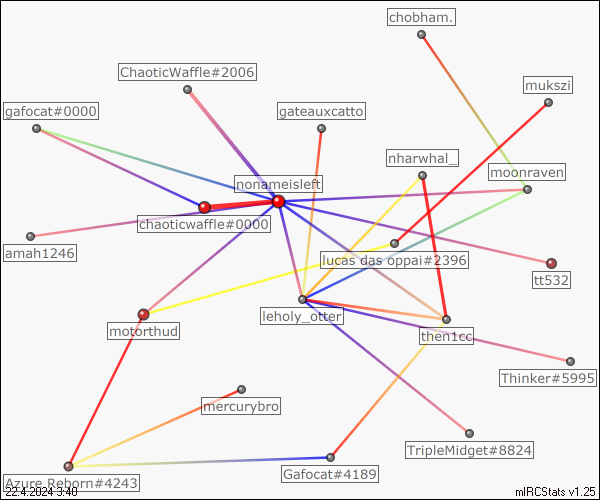 chobham.
ChaoticWaffle#2006
mukszi
gafocat#0000
gateauxcatto
nharwhal_
moonraven
nonameisleft
chaoticwaffle#0000
amah1246
lucas das oppai#2396
tt532
leholy_otter
motorthud
then1cc
Thinker#5995
mercurybro
TripleMidget#8824
Gafocat#4189
Azure Reborn#4243
22.4.2024 3:40
mIRCStats v1.25